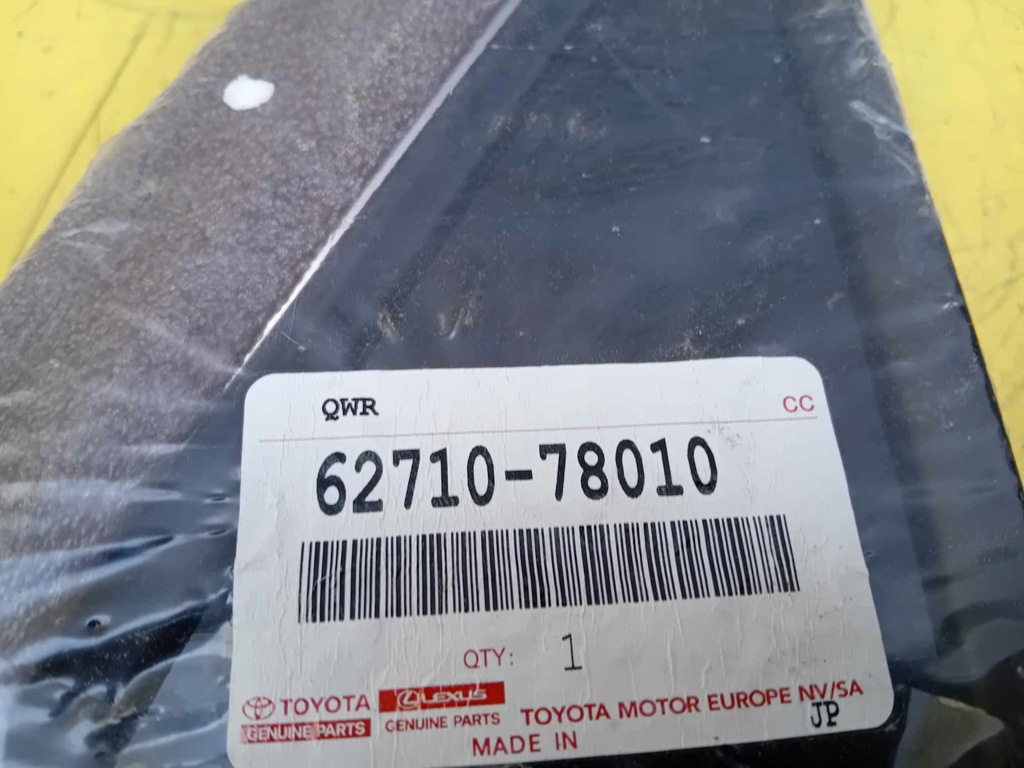 QWR CC
62710-78010
QTY: 1
TOYOTA LEXUS
GENUINE PARTS GENUINE PARTS TOYOTA MOTOR EUROPE NV/SA
MADE IN JP